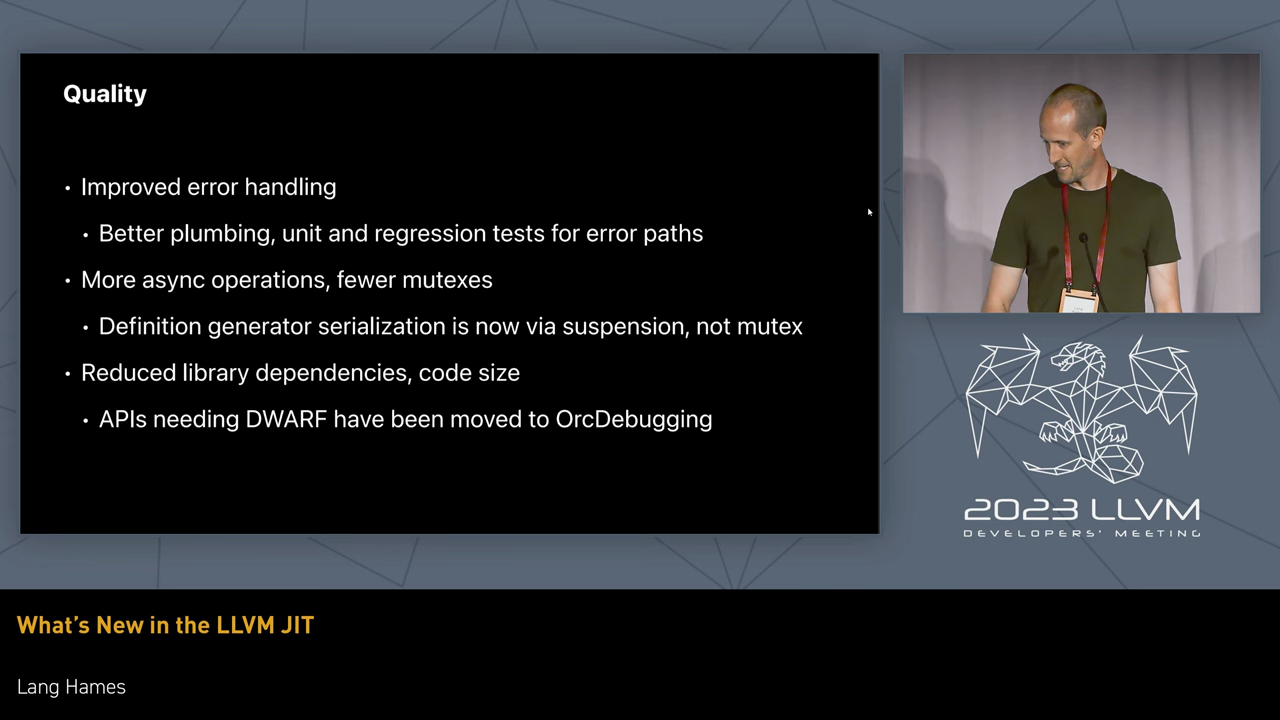 Quality
• Improved error handling
• Better plumbing, unit and regression tests for error paths
• More async operations, fewer mutexes
• Definition generator serialization is now via suspension, not mutex
• Reduced library dependencies, code size
• APIs needing DWARF have been moved to OrcDebugging
2023 LLVM
DEVELOPERS' MEETING
What's New in the LLVM JIT
Lang Hames